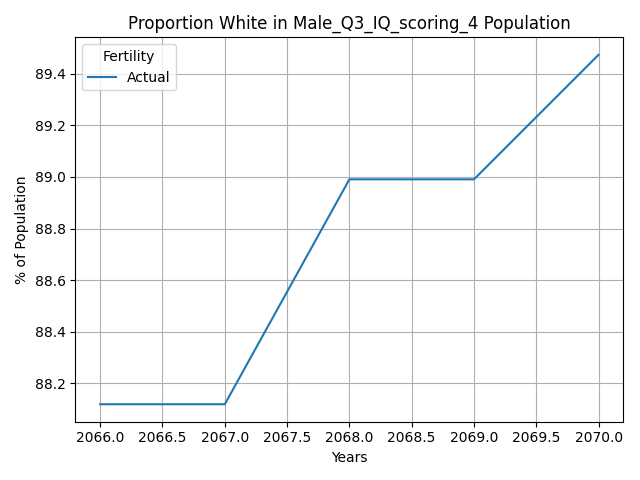 Proportion White in Male_Q3_IQ_scoring_4 Population
Fertility
Actual
89.4
89.2
89.0
88.8
88.6
88.4
88.2
% of Population
2066.0 2066.5 2067.0 2067.5 2068.0 2068.5 2069.0 2069.5 2070.0
Years